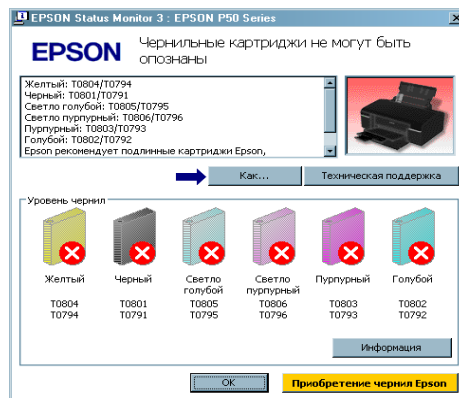 EPSON Status Monitor 3 : EPSON P50 Series
EPSON
Чернильные картриджи не могут быть
опознаны
Желтый: T0804/T0794
Черный: T0801/T0791
Светло голубой: T0805/T0795
Светло пурпурный: T0806/T0796
Пурпурный: T0803/T0793
Голубой: T0802/T0792
Epson рекомендует подлинные картриджи Epson,
Как... Техническая поддержка
Уровень чернил
Желтый Черный Светло голубой Светло пурпурный Пурпурный Голубой
T0804 T0801 T0805 T0806 T0803 T0802
T0794 T0791 T0795 T0796 T0793 T0792
Информация
OK Приобретение чернил Epson